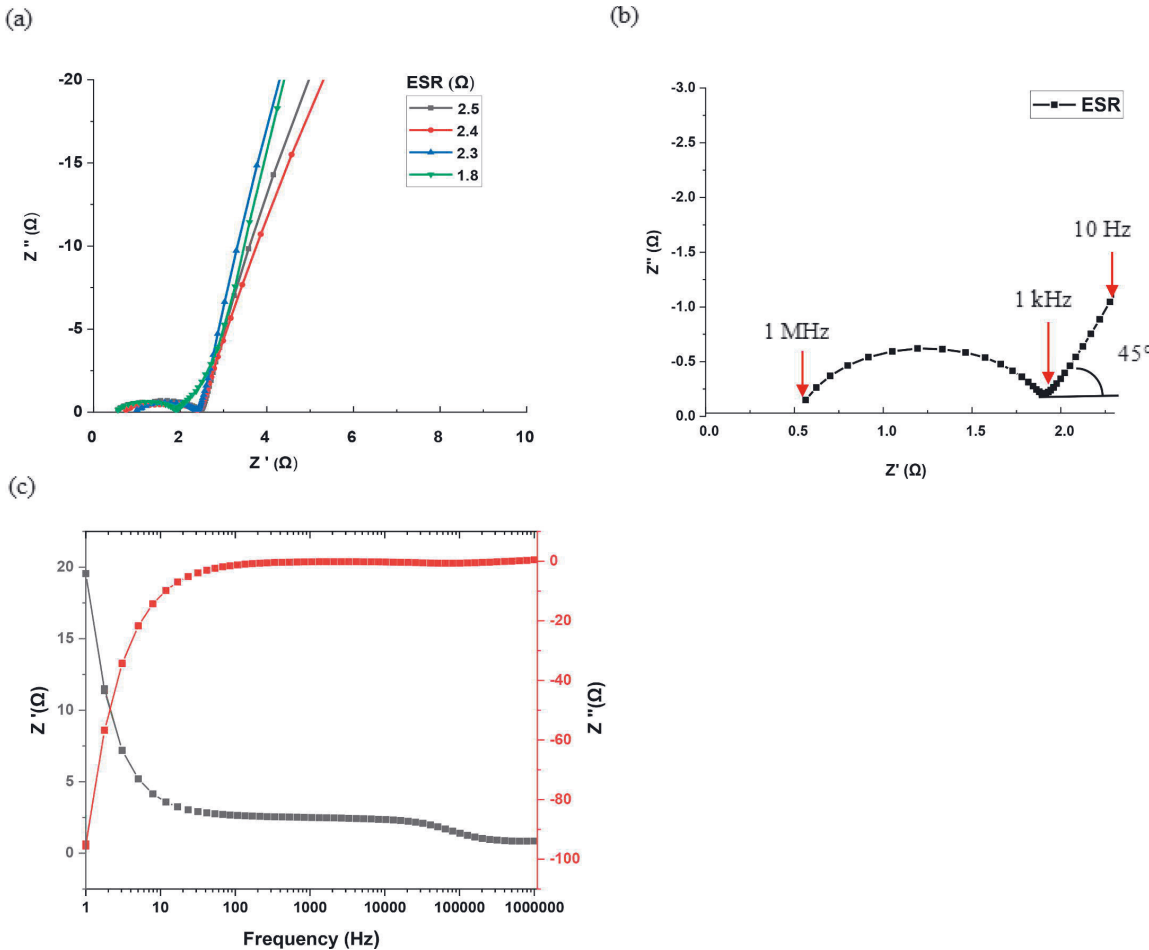 (a)
-20
-15
-10
-5
0
Z '' (Ω)
0 2 4 6 8 10
Z ' (Ω)
ESR (Ω)
2.5
2.4
2.3
1.8
(b)
-3.0
-2.5
-2.0
-1.5
-1.0
-0.5
0.0
Z'' (Ω)
ESR
10 Hz
1 kHz
1 MHz
45°
0.0 0.5 1.0 1.5 2.0
Z' (Ω)
(c)
20
15
10
5
0
Z '(Ω)
0
-20
-40
-60
-80
-100
Z ''(Ω)
1 10 100 1000 10000 100000 1000000
Frequency (Hz)